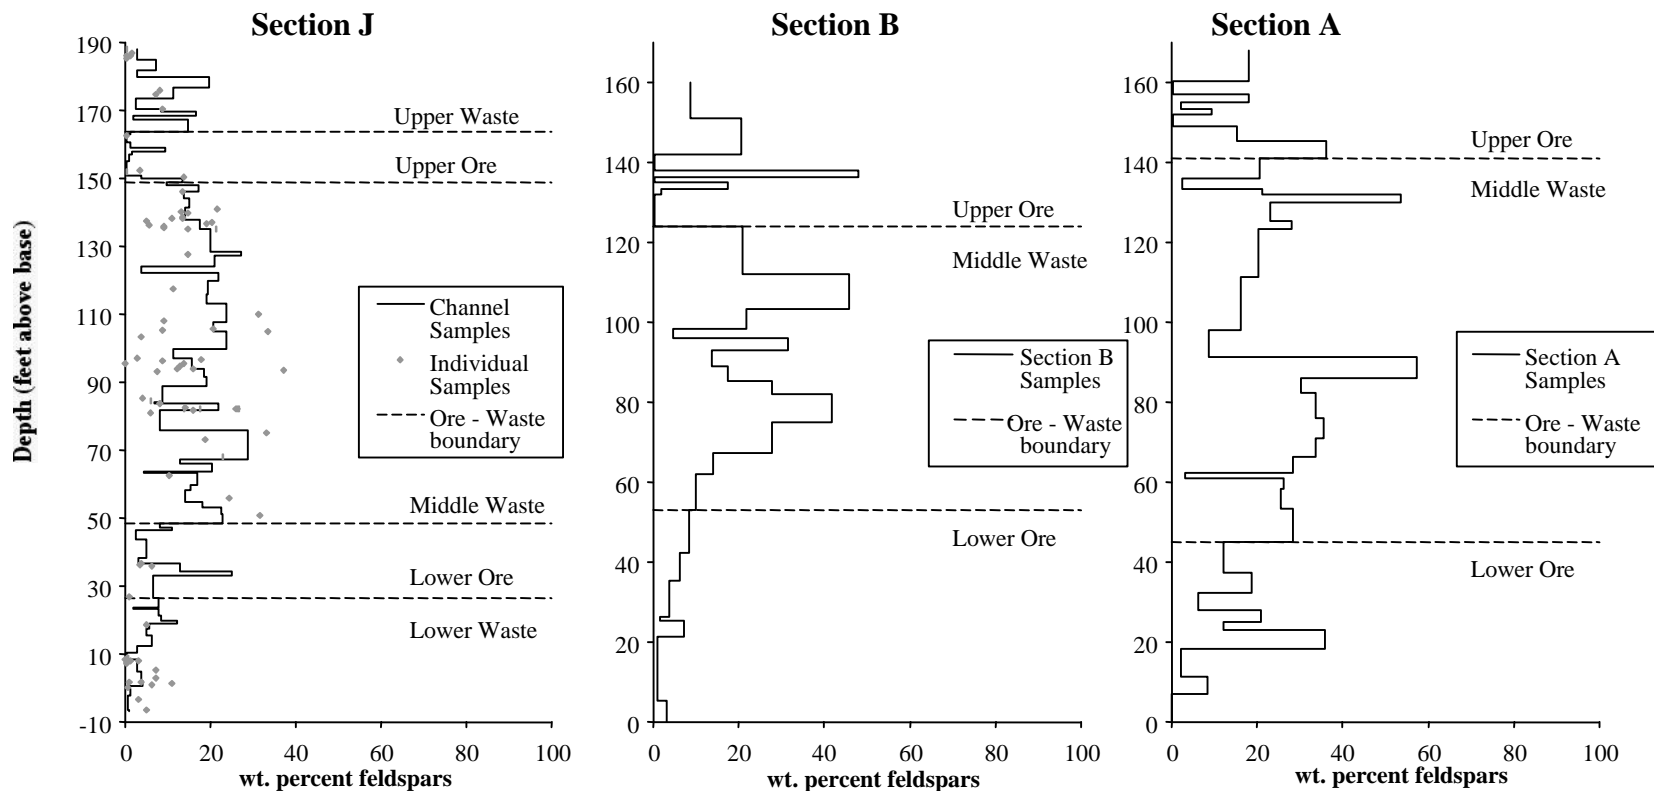 Section J
Section B
Section A
Depth (feet above base)
190
170
150
130
110
90
70
50
30
10
-10
Upper Waste
Upper Ore
Middle Waste
Lower Ore
Lower Waste
Channel
Samples
Individual
Samples
Ore - Waste
boundary
0
20
40
60
80
100
wt. percent feldspars
160
140
120
100
80
60
40
20
0
Upper Ore
Middle Waste
Lower Ore
Section B
Samples
Ore - Waste
boundary
0
20
40
60
80
100
wt. percent feldspars
160
140
120
100
80
60
40
20
0
Upper Ore
Middle Waste
Lower Ore
Section A
Samples
Ore - Waste
boundary
0
20
40
60
80
100
wt. percent feldspars